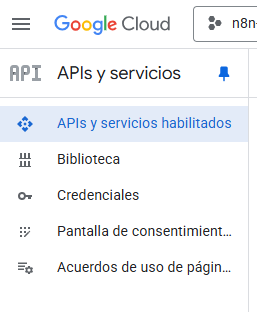 Google Cloud
n8n-
API APIs y servicios
APIs y servicios habilitados
Biblioteca
Credenciales
Pantalla de consentimient...
Acuerdos de uso de págin...